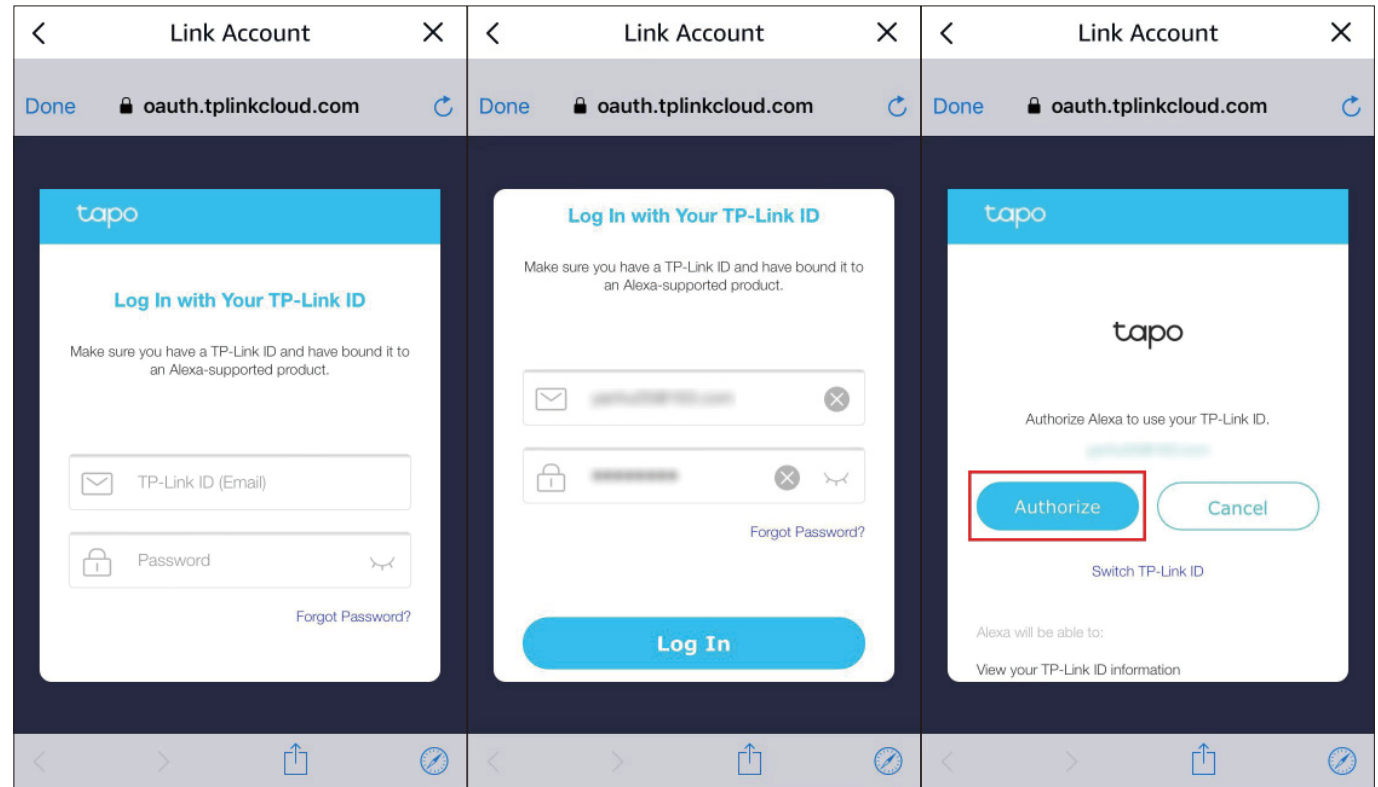 Link Account
Done
oauth.tplinkcloud.com
tapo
Log In with Your TP-Link ID
Make sure you have a TP-Link ID and have bound it to
an Alexa-supported product.
TP-Link ID (Email)
Password
Forgot Password?
Link Account
Done
oauth.tplinkcloud.com
Log In with Your TP-Link ID
Make sure you have a TP-Link ID and have bound it to
an Alexa-supported product.
Forgot Password?
Log In
Link Account
Done
oauth.tplinkcloud.com
tapo
tapo
Authorize Alexa to use your TP-Link ID.
Authorize
Cancel
Switch TP-Link ID
Alexa will be able to:
View your TP-Link ID information